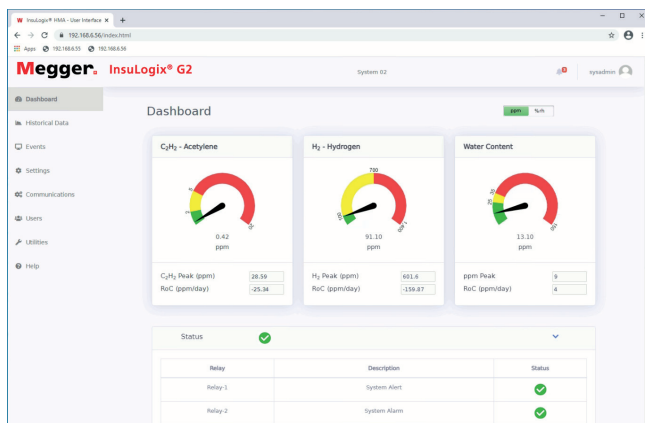 InsuLogix® HMA - User Interface
192.168.6.56/index.html
Apps 192.168.6.55 192.168.6.56
Megger. InsuLogix® G2
System 02
sysadmin
Dashboard
Historical Data
Events
Settings
Communications
Users
Utilities
Help
Dashboard
ppm %rh
C₂H₂ - Acetylene
0.42
ppm
C₂H₂ Peak (ppm) 28.59
RoC (ppm/day) -25.34
H₂ - Hydrogen
700
91.10
ppm
H₂ Peak (ppm) 601.6
RoC (ppm/day) -159.87
Water Content
25 35
13.10
ppm
ppm Peak 9
RoC (ppm/day) 4
Status
Relay Description Status
Relay-1 System Alert
Relay-2 System Alarm